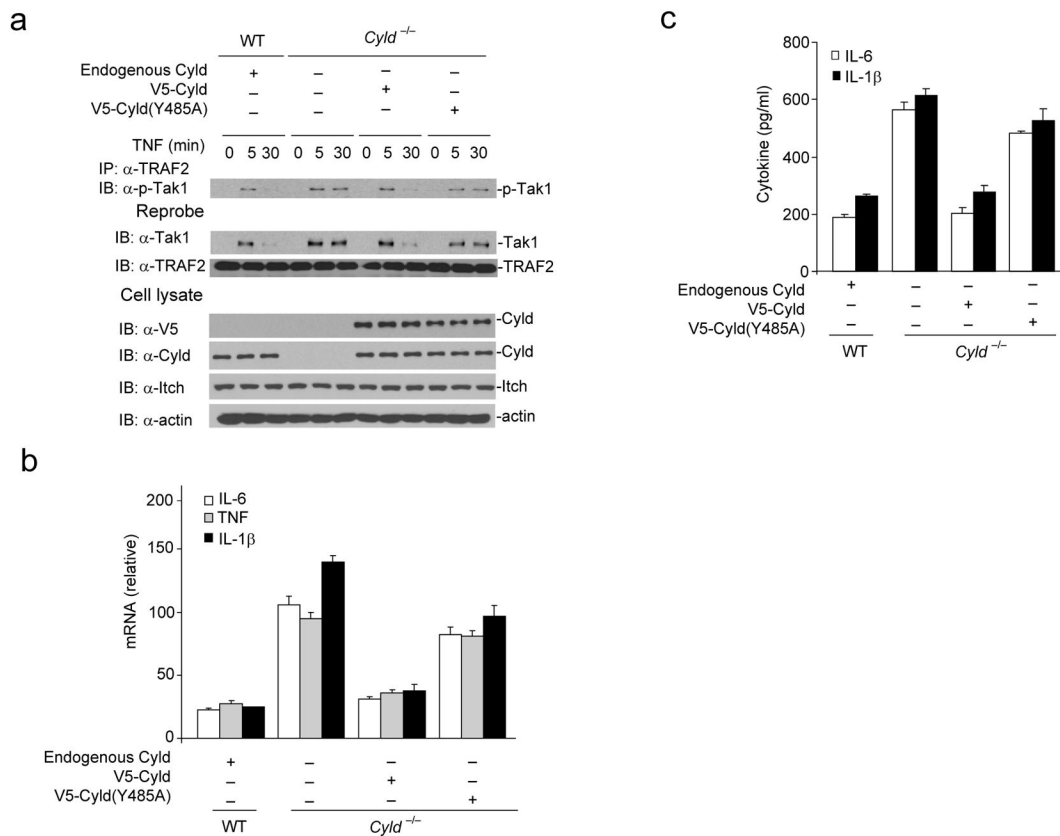 a
WT Cyld –/–
Endogenous Cyld + – – –
V5-Cyld – – + –
V5-Cyld(Y485A) – – – +
TNF (min) 0 5 30 0 5 30 0 5 30 0 5 30
IP: α-TRAF2
IB: α-p-Tak1 -p-Tak1
Reprobe
IB: α-Tak1 -Tak1
IB: α-TRAF2 -TRAF2
Cell lysate
IB: α-V5 -Cyld
IB: α-Cyld -Cyld
IB: α-Itch -Itch
IB: α-actin -actin
b
mRNA (relative)
200
150
100
50
0
IL-6
TNF
IL-1β
Endogenous Cyld + – – –
V5-Cyld – – + –
V5-Cyld(Y485A) – – – +
WT Cyld –/–
c
Cytokine (pg/ml)
800
600
400
200
0
IL-6
IL-1β
Endogenous Cyld + – – –
V5-Cyld – – + –
V5-Cyld(Y485A) – – – +
WT Cyld –/–